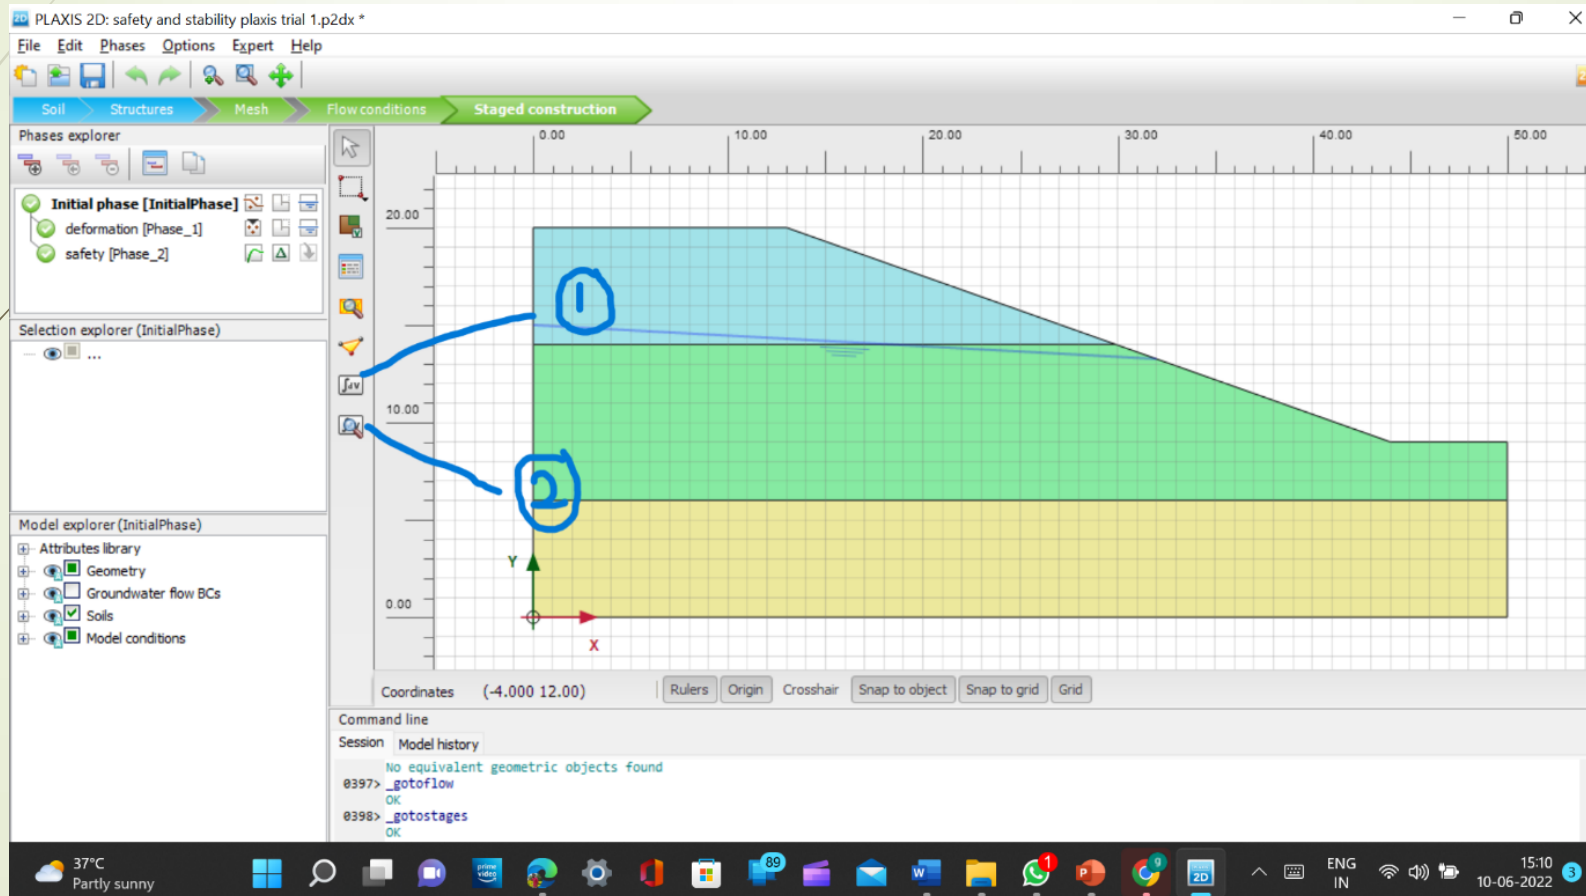 2D PLAXIS 2D: safety and stability plaxis trial 1.p2dx *
File Edit Phases Options Expert Help
Soil Structures Mesh Flow conditions Staged construction
Phases explorer
Initial phase [InitialPhase]
deformation [Phase_1]
safety [Phase_2]
Selection explorer (InitialPhase)
...
Model explorer (InitialPhase)
Attributes library
Geometry
Groundwater flow BCs
Soils
Model conditions
∫dv
0.00 10.00 20.00 30.00 40.00 50.00
20.00
10.00
0.00
1
2
Y
X
Coordinates (-4.000 12.00) Rulers Origin Crosshair Snap to object Snap to grid Grid
Command line
Session Model history
No equivalent geometric objects found
0397> _gotoflow
OK
0398> _gotostages
OK
37°C
Partly sunny
prime video
89
W
1
P
9
2D
ENG
IN
15:10
10-06-2022
3